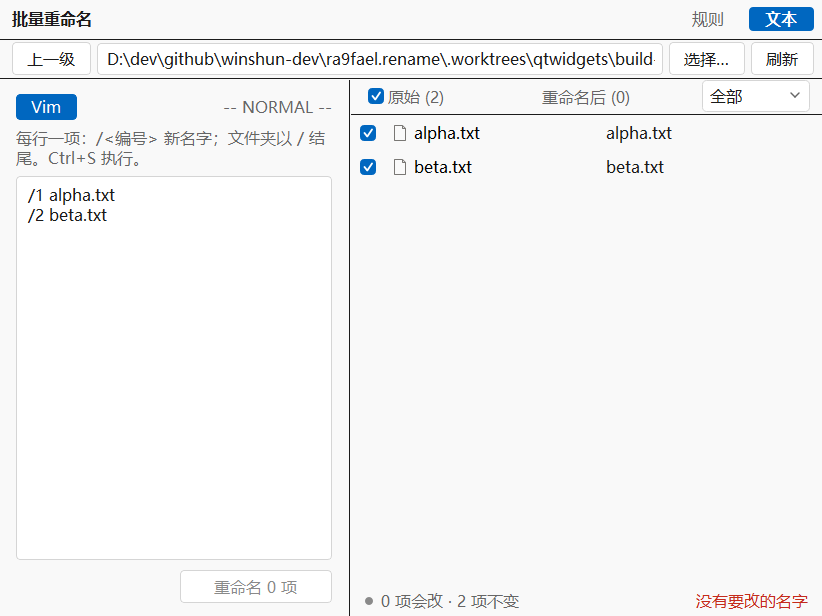 批量重命名 规则 文本
上一级 D:\dev\github\winshun-dev\ra9fael.rename\.worktrees\qtwidgets\build- 选择... 刷新
Vim -- NORMAL --
每行一项：/<编号> 新名字；文件夹以 / 结
尾。Ctrl+S 执行。
/1 alpha.txt
/2 beta.txt
重命名 0 项
原始 (2) 重命名后 (0) 全部
alpha.txt alpha.txt
beta.txt beta.txt
0 项会改 · 2 项不变 没有要改的名字